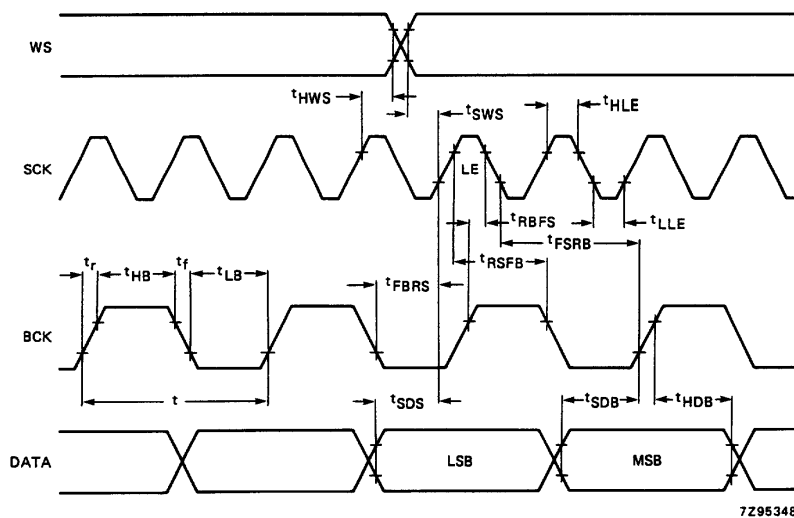 WS
tHWS
tSWS
tHLE
SCK
LE
tRBFS
tLLE
tFSRB
tr
tHB
tf
tLB
tRSFB
tFBRS
BCK
t
tSDS
tSDB
tHDB
DATA
LSB
MSB
7Z95348